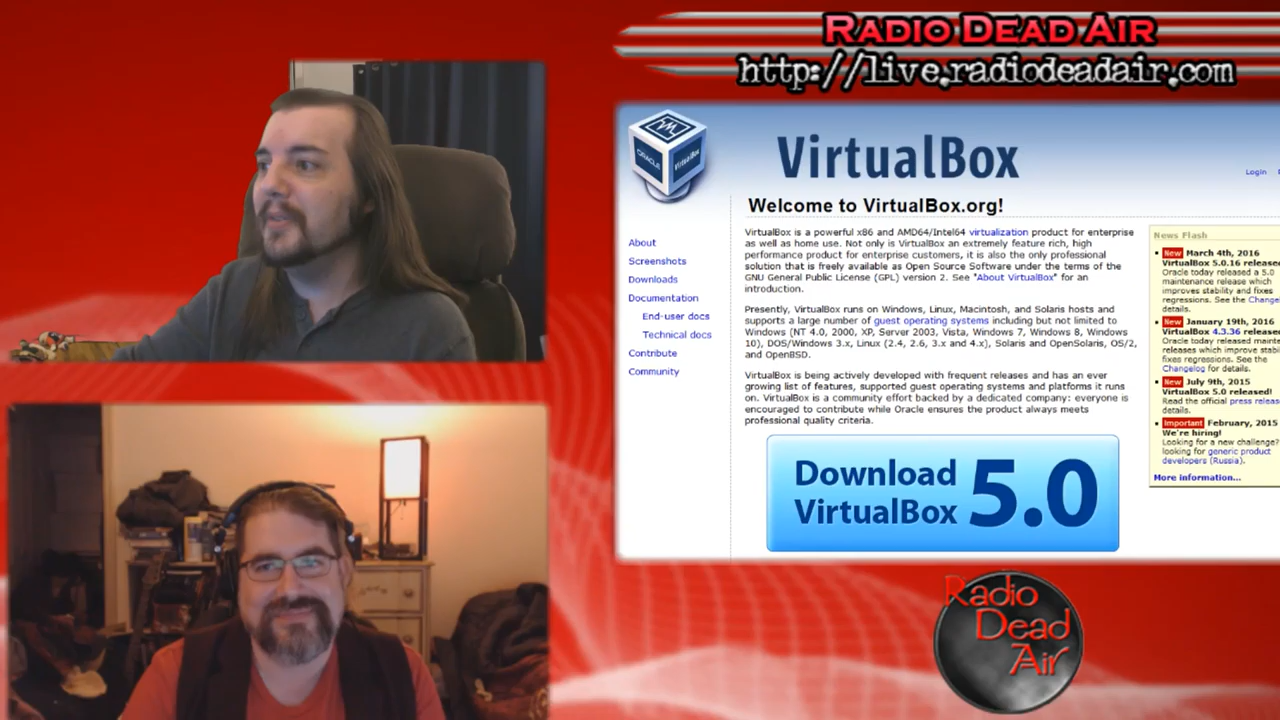 Radio Dead Air
http://live.radiodeadair.com
ORACLE
VirtualBox
VirtualBox
Login
Welcome to VirtualBox.org!
VirtualBox is a powerful x86 and AMD64/Intel64 virtualization product for enterprise
as well as home use. Not only is VirtualBox an extremely feature rich, high
performance product for enterprise customers, it is also the only professional
solution that is freely available as Open Source Software under the terms of the
GNU General Public License (GPL) version 2. See "About VirtualBox" for an
introduction.
Presently, VirtualBox runs on Windows, Linux, Macintosh, and Solaris hosts and
supports a large number of guest operating systems including but not limited to
Windows (NT 4.0, 2000, XP, Server 2003, Vista, Windows 7, Windows 8, Windows
10), DOS/Windows 3.x, Linux (2.4, 2.6, 3.x and 4.x), Solaris and OpenSolaris, OS/2,
and OpenBSD.
VirtualBox is being actively developed with frequent releases and has an ever
growing list of features, supported guest operating systems and platforms it runs
on. VirtualBox is a community effort backed by a dedicated company: everyone is
encouraged to contribute while Oracle ensures the product always meets
professional quality criteria.
About
Screenshots
Downloads
Documentation
End-user docs
Technical docs
Contribute
Community
Download
VirtualBox 5.0
News Flash
New March 4th, 2016
VirtualBox 5.0.16 released
Oracle today released a 5.0
maintenance release which
improves stability and fixes
regressions. See the
details.
New January 19th, 2016
VirtualBox 4.3.36 released
Oracle today released
releases which improve
fixes regressions. See the
Changelog for details.
New July 9th, 2015
VirtualBox 5.0 released!
Read the official press
details.
Important February, 2015
We're hiring!
Looking for a new challenge?
looking for generic product
developers (Russia).
More information...
Radio
Dead
Air